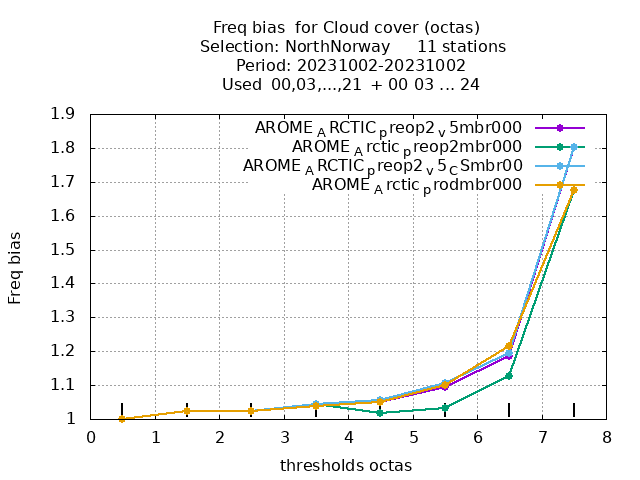 Freq bias  for Cloud cover (octas)
Selection: NorthNorway     11 stations
Period: 20231002-20231002
Used  00,03,...,21  + 00 03 ... 24
AROME_ARCTIC_preop2_v5mbr000
AROME_Arctic_preop2mbr000
AROME_ARCTIC_preop2_v5_CSmbr00
AROME_Arctic_prodmbr000
1.9
1.8
1.7
1.6
1.5
1.4
1.3
1.2
1.1
1
Freq bias
0 1 2 3 4 5 6 7 8
thresholds octas